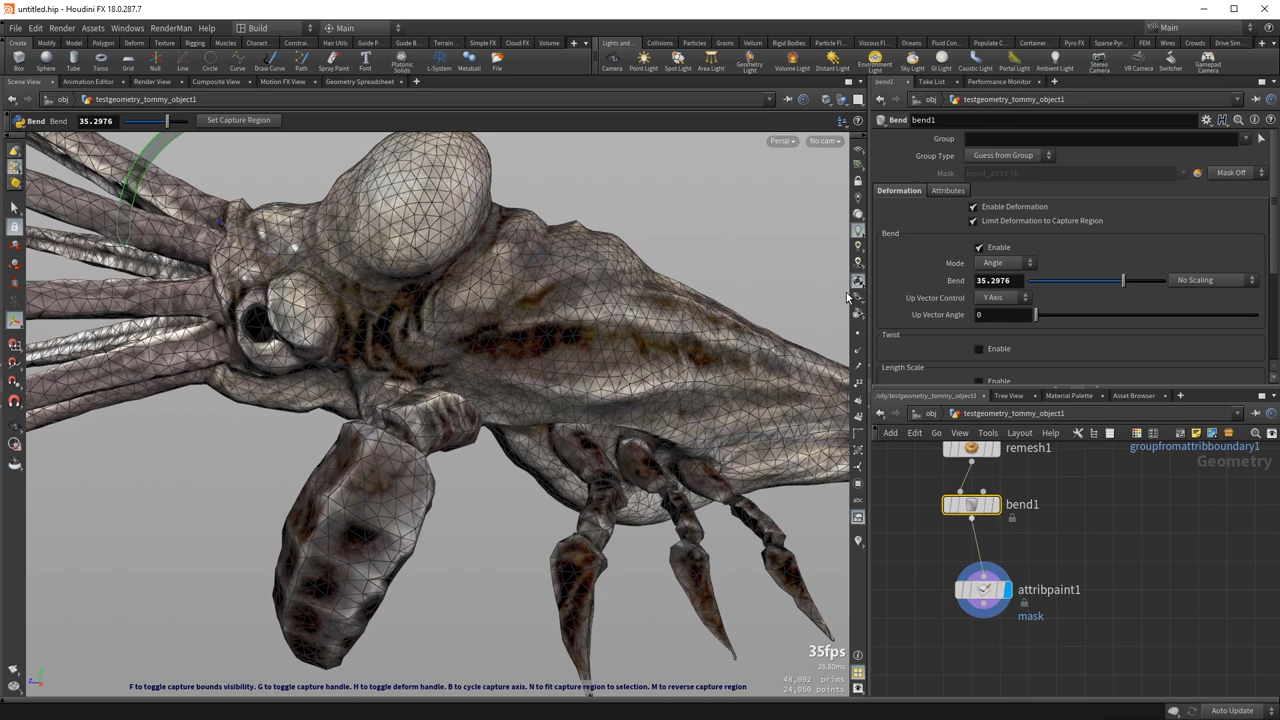 untitled.hip - Houdini FX 18.0.287.7
File Edit Render Assets Windows RenderMan Help Build Main Main
Create Modify Model Polygon Deform Texture Rigging Muscles Charact... Constrai... Hair Utils Guide P... Guide B... Terrain... Simple FX Cloud FX Volume
Lights and... Collisions Particles Grains Vellum Rigid Bodies Particle Fl... Viscous Fl... Oceans Fluid Con... Populate C... Container... Pyro FX Sparse Pyr... FEM Wires Crowds Drive Sim...
Box Sphere Tube Torus Grid Null Line Circle Curve Draw Curve Path Spray Paint Font Platonic Solids L-System Metaball File
Camera Point Light Spot Light Area Light Geometry Light Volume Light Distant Light Environment Light Sky Light GI Light Caustic Light Portal Light Ambient Light Stereo Camera VR Camera Switcher
Scene View Animation Editor Render View Composite View Motion FX View Geometry Spreadsheet
obj testgeometry_tommy_object1
Bend Bend 35.2976 Set Capture Region
Persp No cam
35fps
28.80ms
48,092 prims
24,050 points
F to toggle capture bounds visibility. G to toggle capture handle. H to toggle deform handle. B to cycle capture axis. N to fit capture region to selection. M to reverse capture region
abc
bend1 Take List Performance Monitor
obj testgeometry_tommy_object1
Bend bend1
Group
Group Type Guess from Group
Mask bend_attrib Mask Off
Deformation Attributes
Enable Deformation
Limit Deformation to Capture Region
Bend
Enable
Mode Angle
Bend 35.2976 No Scaling
Up Vector Control Y Axis
Up Vector Angle 0
Twist
Enable
Length Scale
Enable
/obj/testgeometry_tommy_object1 Tree View Material Palette Asset Browser
obj testgeometry_tommy_object1
Add Edit Go View Tools Layout Help
remesh1
groupfromattribboundary1
Geometry
bend1
attribpaint1
mask
Auto Update